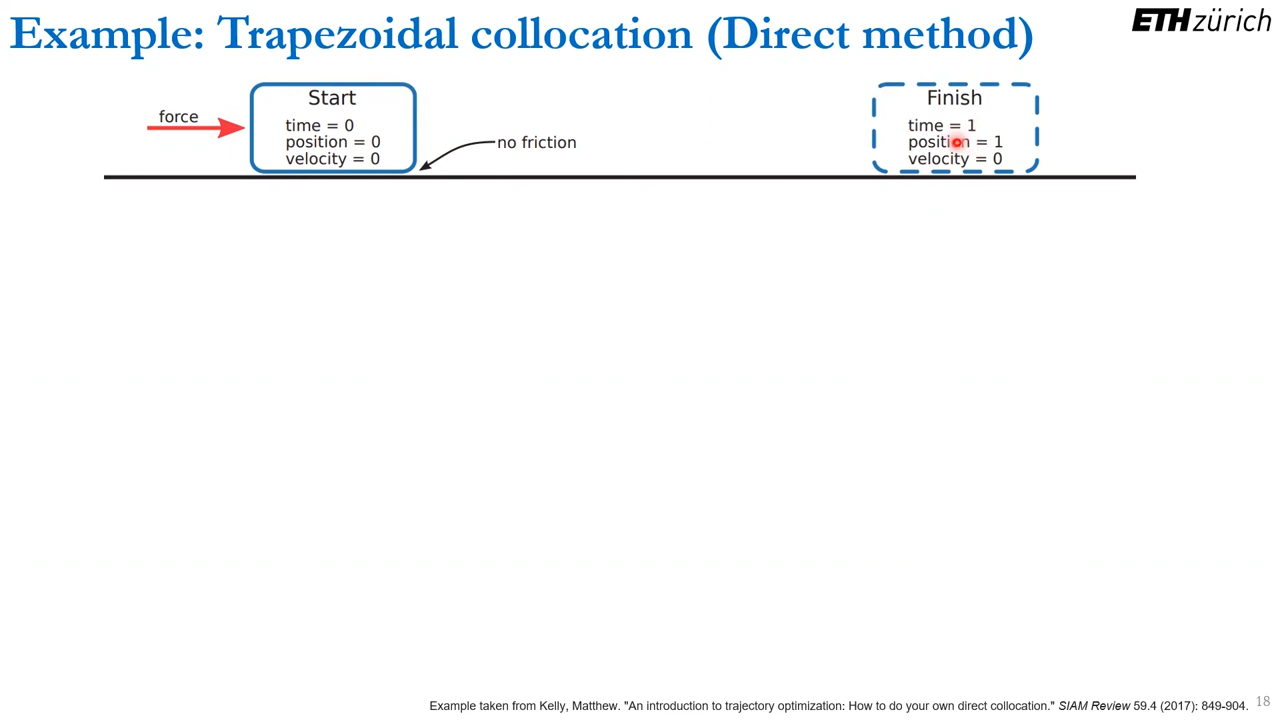 Example: Trapezoidal collocation (Direct method)
ETH zürich
force
Start
time = 0
position = 0
velocity = 0
no friction
Finish
time = 1
position = 1
velocity = 0
Example taken from Kelly, Matthew. "An introduction to trajectory optimization: How to do your own direct collocation." SIAM Review 59.4 (2017): 849-904.
18